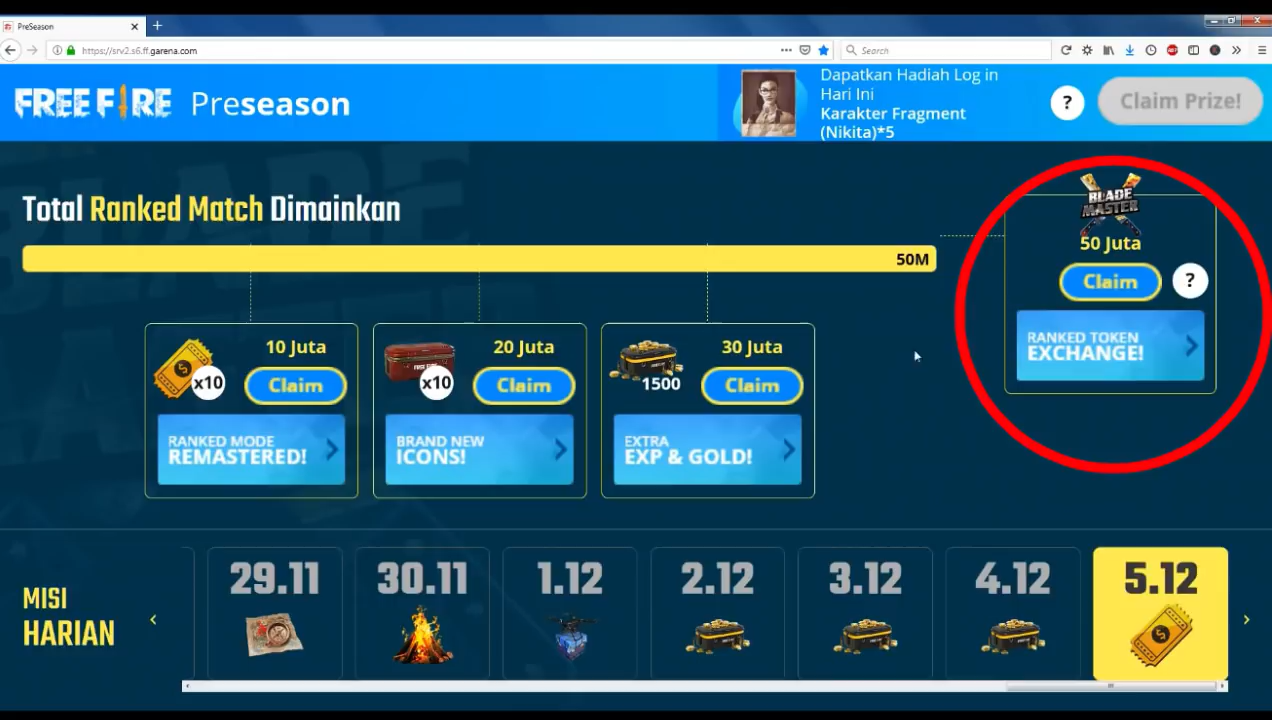 PreSeason
https://srv2.s6.ff.garena.com
Search
FREE FIRE Preseason
Dapatkan Hadiah Log in
Hari Ini
Karakter Fragment
(Nikita)*5
?
Claim Prize!
Total Ranked Match Dimainkan
50M
BLADE
MASTER
50 Juta
Claim
?
RANKED TOKEN
EXCHANGE!
10 Juta
x10
Claim
RANKED MODE
REMASTERED!
20 Juta
x10
Claim
BRAND NEW
ICONS!
30 Juta
1500
Claim
EXTRA
EXP & GOLD!
MISI
HARIAN
29.11
30.11
1.12
2.12
3.12
4.12
5.12